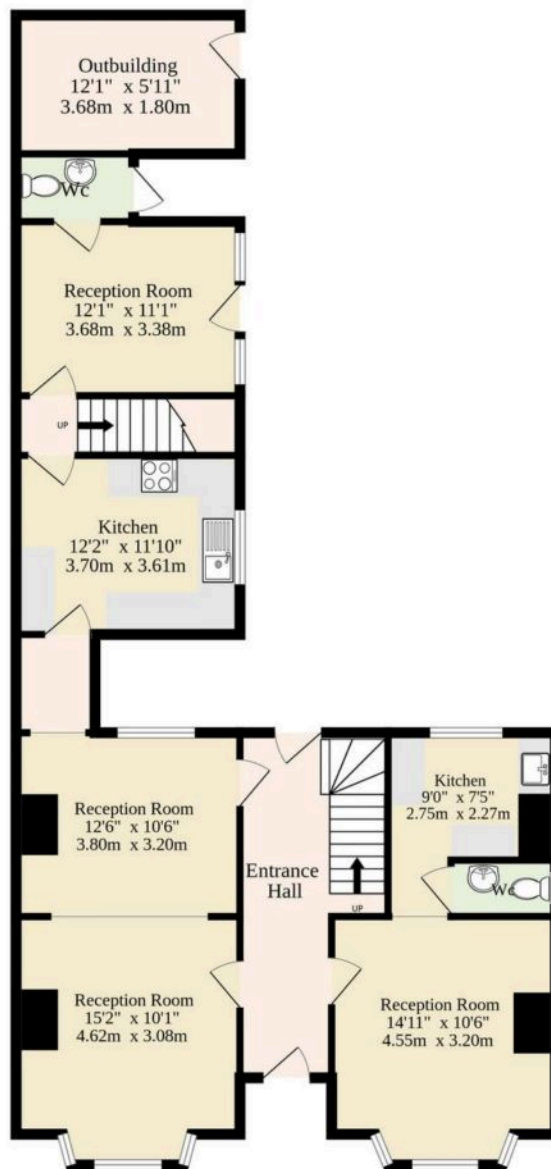 Outbuilding
12'1" x 5'11"
3.68m x 1.80m
Wc
Reception Room
12'1" x 11'1"
3.68m x 3.38m
UP
Kitchen
12'2" x 11'10"
3.70m x 3.61m
Reception Room
12'6" x 10'6"
3.80m x 3.20m
Entrance
Hall
UP
Kitchen
9'0" x 7'5"
2.75m x 2.27m
Wc
Reception Room
15'2" x 10'1"
4.62m x 3.08m
Reception Room
14'11" x 10'6"
4.55m x 3.20m